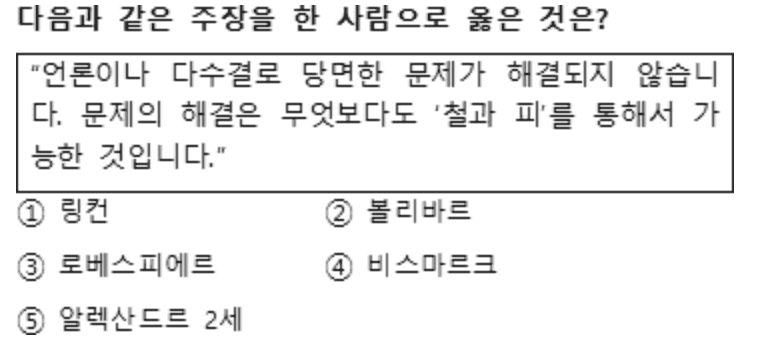 다음과 같은 주장을 한 사람으로 옳은 것은?
“언론이나 다수결로 당면한 문제가 해결되지 않습니
다. 문제의 해결은 무엇보다도 ‘철과 피’를 통해서 가
능한 것입니다.”
① 링컨 ② 볼리바르
③ 로베스피에르 ④ 비스마르크
⑤ 알렉산드르 2세